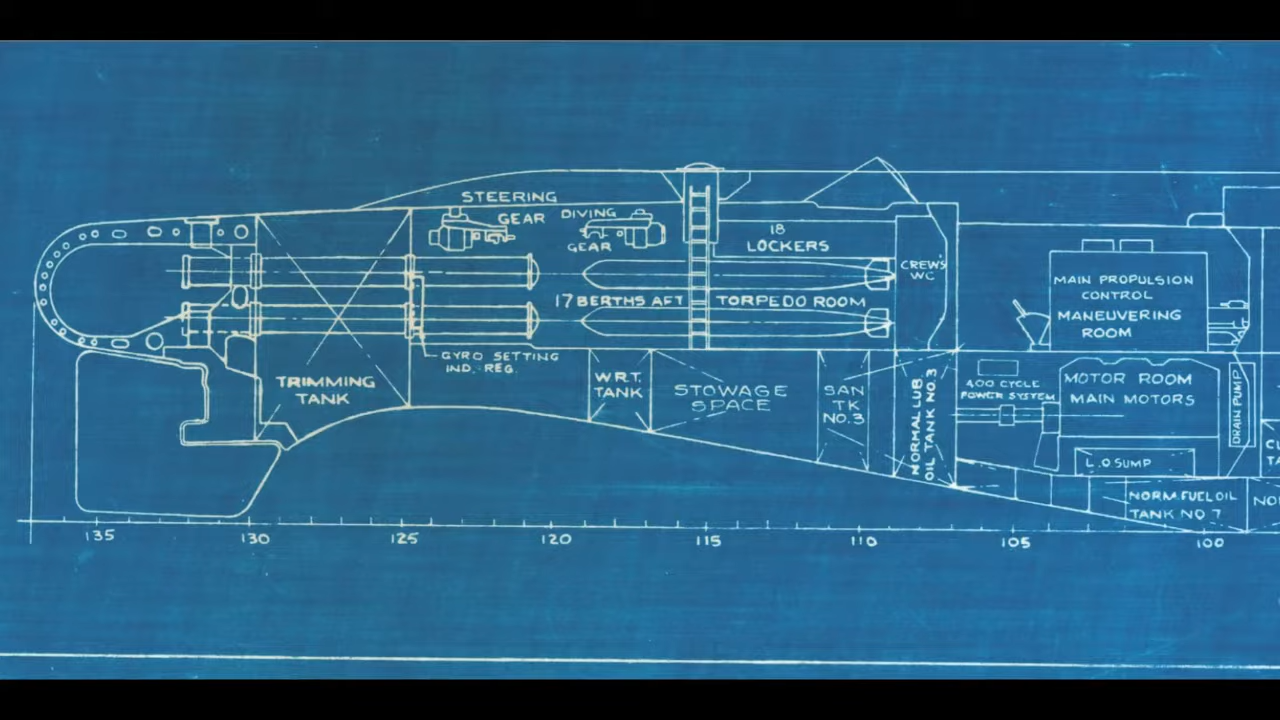 STEERING
GEAR
DIVING
GEAR
18
LOCKERS
CREW'S
WC
17 BERTHS AFT TORPEDO ROOM
MAIN PROPULSION
CONTROL
MANEUVERING
ROOM
GYRO SETTING
IND.-REG.
TRIMMING
TANK
W.R.T.
TANK
STOWAGE
SPACE
SAN
TK
NO.3
NORMAL LUB.
OIL TANK NO.3
400 CYCLE
POWER SYSTEM
MOTOR ROOM
MAIN MOTORS
DRAIN PUMP
L.O SUMP
NORM. FUEL OIL
TANK NO 7
135 130 125 120 115 110 105 100